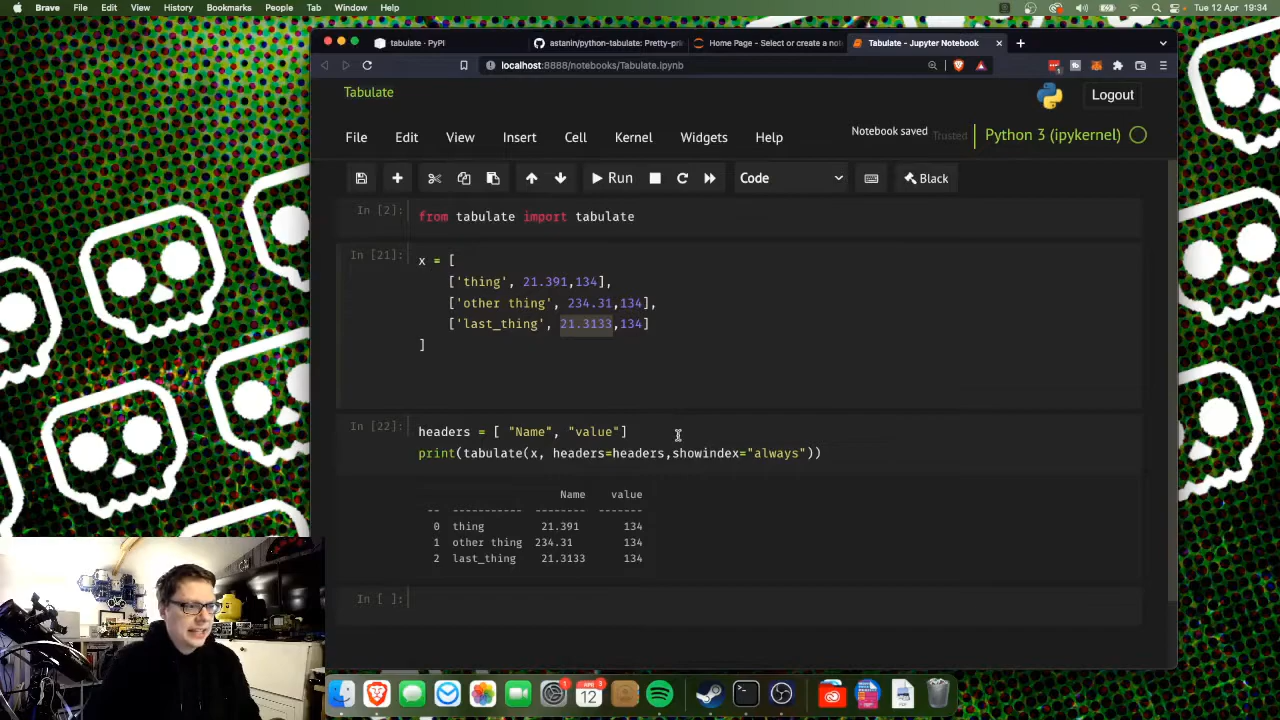 Brave File Edit View History Bookmarks People Tab Window Help
Tue 12 Apr 19:34
tabulate · PyPI
astanin/python-tabulate: Pretty-pri
Home Page - Select or create a not
Tabulate - Jupyter Notebook
localhost:8888/notebooks/Tabulate.ipynb
Tabulate
Logout
File Edit View Insert Cell Kernel Widgets Help
Notebook saved Trusted Python 3 (ipykernel)
Run Code Black
In [2]: from tabulate import tabulate
In [21]: x = [
['thing', 21.391,134],
['other thing', 234.31,134],
['last_thing', 21.3133,134]
]
In [22]: headers = [ "Name", "value"]
print(tabulate(x, headers=headers,showindex="always"))
Name value
-- ----------- -------- -------
0 thing 21.391 134
1 other thing 234.31 134
2 last_thing 21.3133 134
In [ ]:
APR 3
12
1